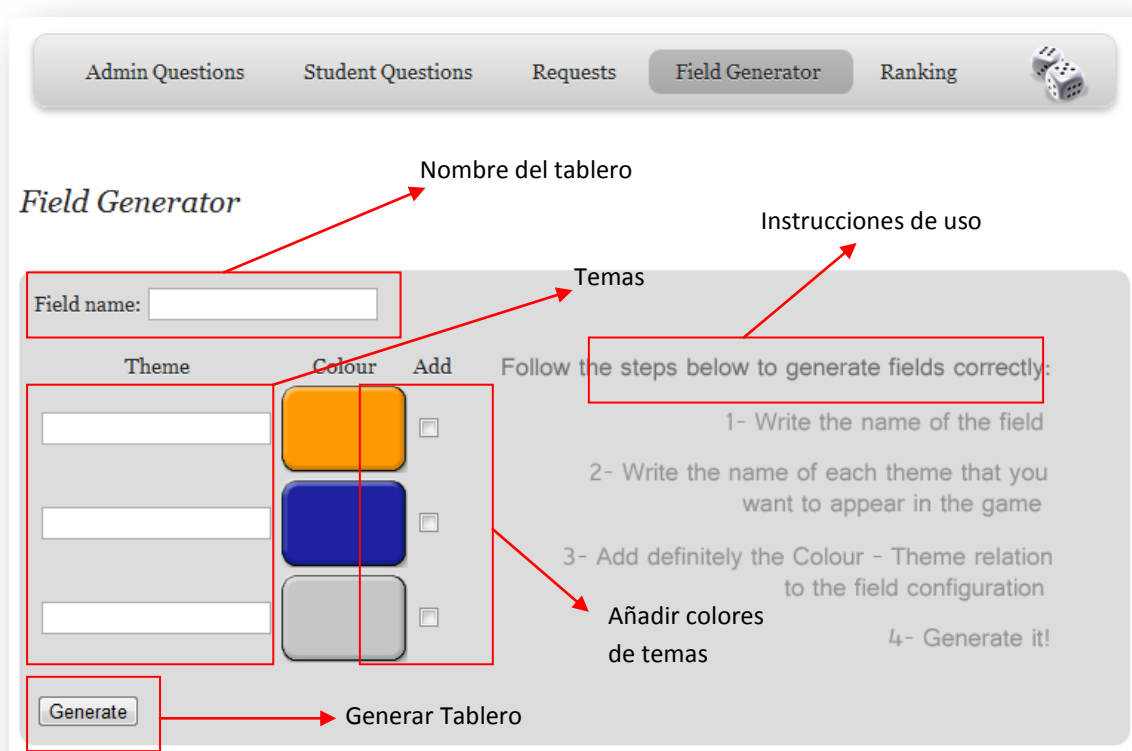 Admin Questions Student Questions Requests Field Generator Ranking
Nombre del tablero
Field Generator
Instrucciones de uso
Temas
Field name:
Theme Colour Add
Follow the steps below to generate fields correctly:
1- Write the name of the field
2- Write the name of each theme that you
want to appear in the game
3- Add definitely the Colour - Theme relation
to the field configuration
Añadir colores
de temas
4- Generate it!
Generate
Generar Tablero